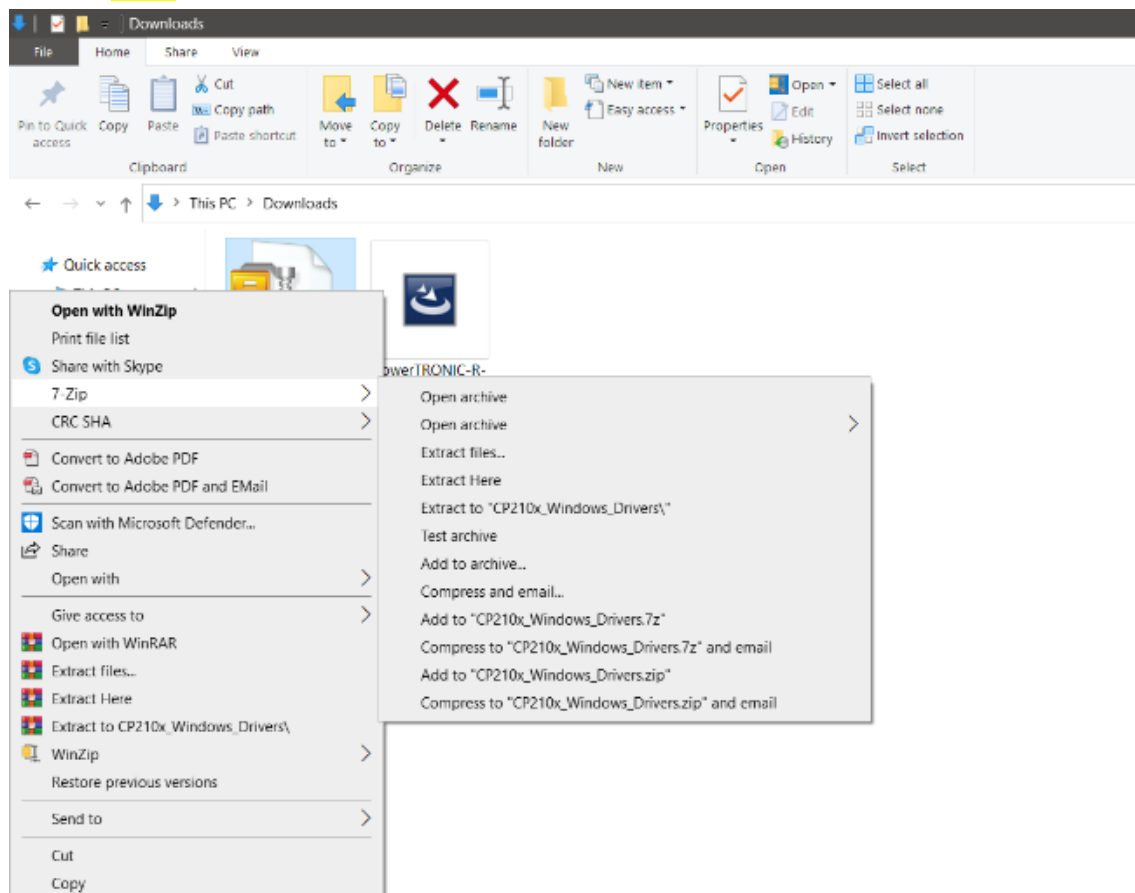 Downloads
File Home Share View
Pin to Quick access
Copy
Paste
Cut
Copy path
Paste shortcut
Clipboard
Move to
Copy to
Delete
Rename
Organize
New folder
New item
Easy access
New
Properties
Open
Edit
History
Open
Select all
Select none
Invert selection
Select
This PC > Downloads
Quick access
owerTRONIC-R-
Open with WinZip
Print file list
Share with Skype
7-Zip
CRC SHA
Convert to Adobe PDF
Convert to Adobe PDF and EMail
Scan with Microsoft Defender...
Share
Open with
Give access to
Open with WinRAR
Extract files...
Extract Here
Extract to CP210x_Windows_Drivers\
WinZip
Restore previous versions
Send to
Cut
Copy
Open archive
Open archive
Extract files...
Extract Here
Extract to "CP210x_Windows_Drivers\"
Test archive
Add to archive...
Compress and email...
Add to "CP210x_Windows_Drivers.7z"
Compress to "CP210x_Windows_Drivers.7z" and email
Add to "CP210x_Windows_Drivers.zip"
Compress to "CP210x_Windows_Drivers.zip" and email